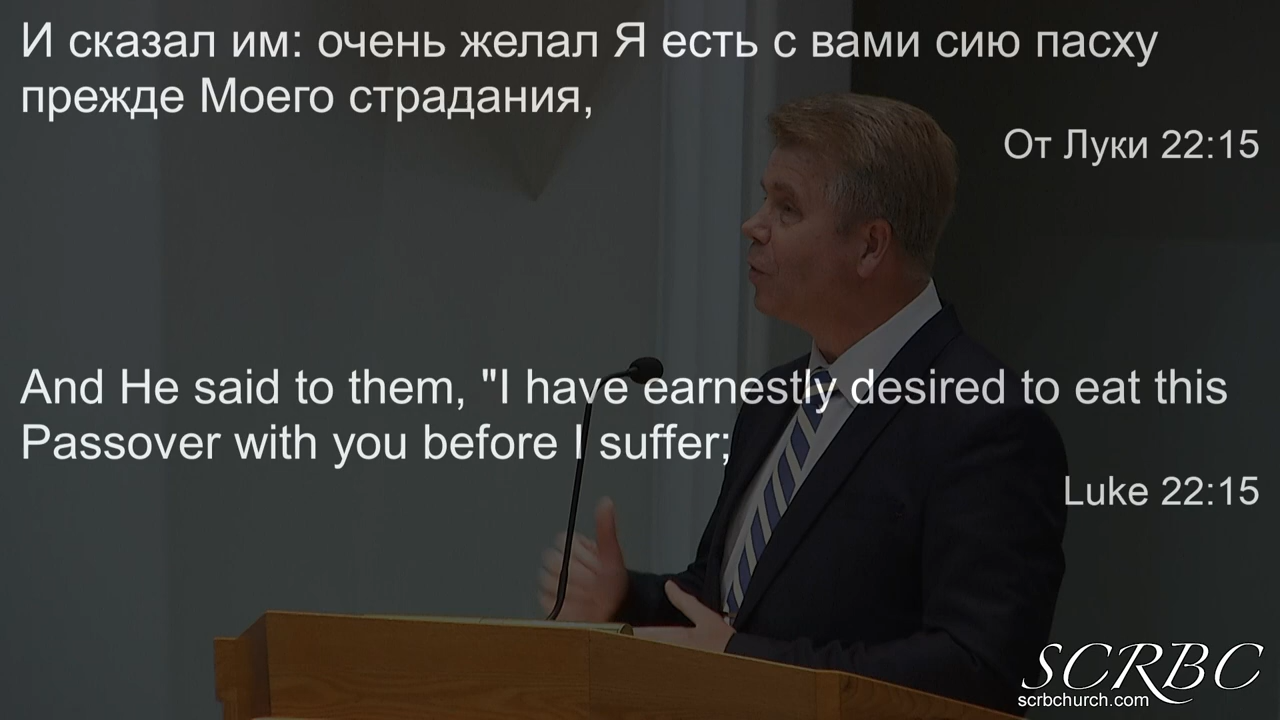 И сказал им: очень желал Я есть с вами сию пасху
прежде Моего страдания,
От Луки 22:15
And He said to them, "I have earnestly desired to eat this
Passover with you before I suffer;
Luke 22:15
SCRBC
scrbchurch.com